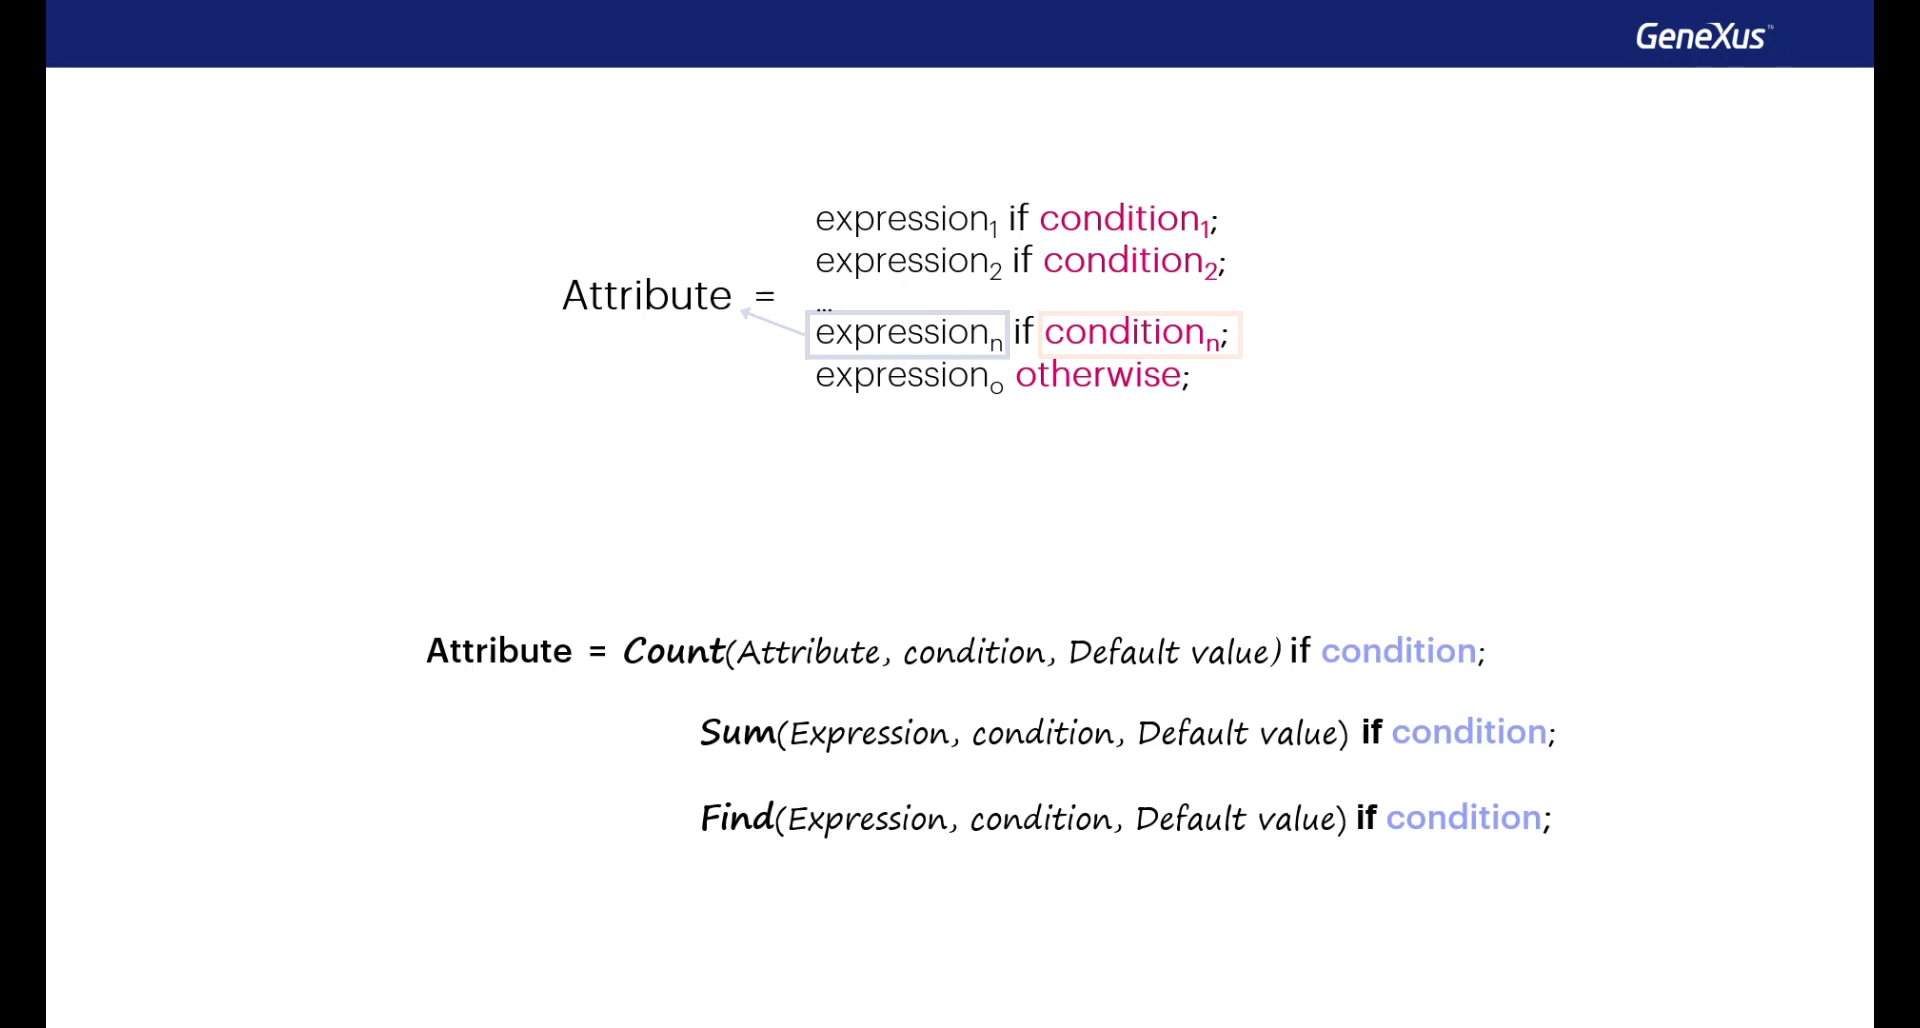 GeneXus™
expression1 if condition1;
expression2 if condition2;
Attribute =
...
expressionn if conditionn;
expressiono otherwise;
Attribute = Count(Attribute, condition, Default value) if condition;
Sum(Expression, condition, Default value) if condition;
Find(Expression, condition, Default value) if condition;